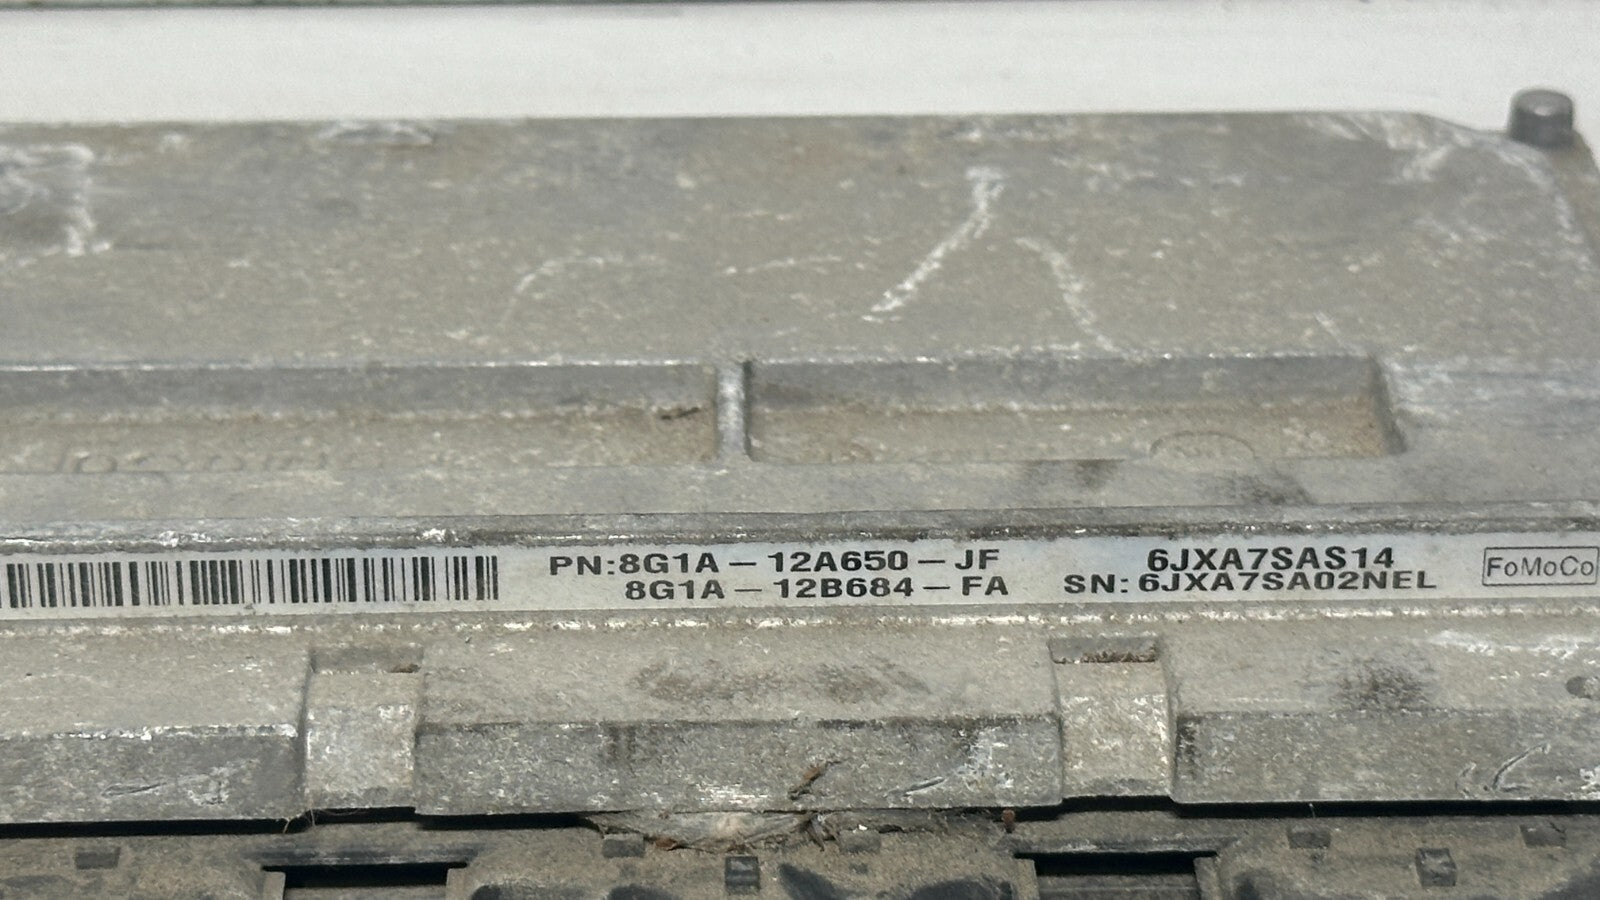 PN:8G1A-12A650-JF
8G1A-12B684-FA
6JXA7SAS14
SN: 6JXA7SA02NEL
FoMoCo